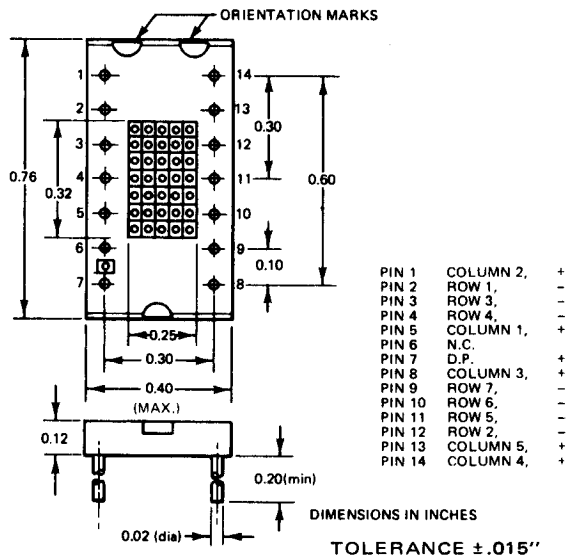 ORIENTATION MARKS
1
14
2
13
0.30
3
12
0.76
4
11
0.60
0.32
5
10
6
9
0.10
7
8
0.25
0.30
0.40
(MAX.)
0.12
0.20(min)
0.02 (dia)
DIMENSIONS IN INCHES
TOLERANCE ±.015"
PIN 1 COLUMN 2, +
PIN 2 ROW 1, −
PIN 3 ROW 3, −
PIN 4 ROW 4, −
PIN 5 COLUMN 1, +
PIN 6 N.C.
PIN 7 D.P. +
PIN 8 COLUMN 3, +
PIN 9 ROW 7, −
PIN 10 ROW 6, −
PIN 11 ROW 5, −
PIN 12 ROW 2, −
PIN 13 COLUMN 5, +
PIN 14 COLUMN 4, +